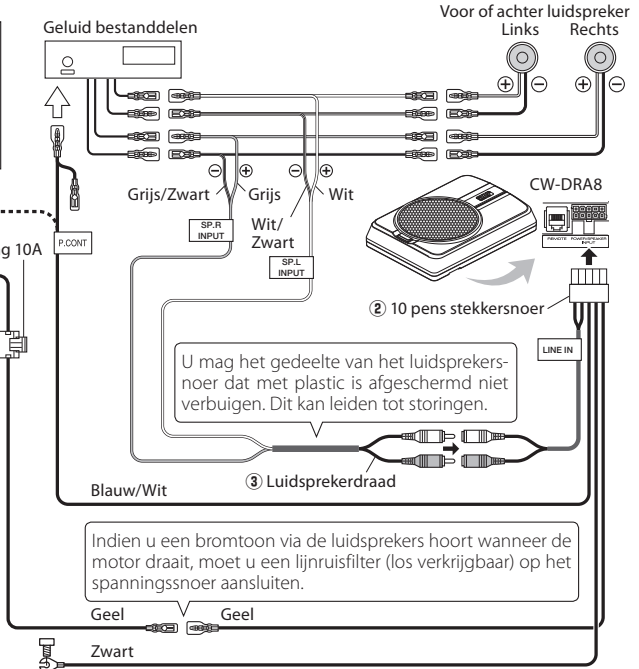 Geluid bestanddelen
Voor of achter luidspreker
Links
Rechts
⊕ ⊖
⊕ ⊖
⊖ ⊕
⊖ ⊕
Grijs/Zwart
Grijs
Wit
Wit/
Zwart
SP.R
INPUT
SP.L
INPUT
P.CONT
10A
CW-DRA8
REMOTE
POWER/SPEAKER
INPUT
② 10 pens stekkersnoer
LINE IN
U mag het gedeelte van het luidsprekers-
noer dat met plastic is afgeschermd niet
verbuigen. Dit kan leiden tot storingen.
③ Luidsprekerdraad
Blauw/Wit
Indien u een bromtoon via de luidsprekers hoort wanneer de
motor draait, moet u een lijnruisfilter (los verkrijgbaar) op het
spanningssnoer aansluiten.
Geel
Geel
Zwart